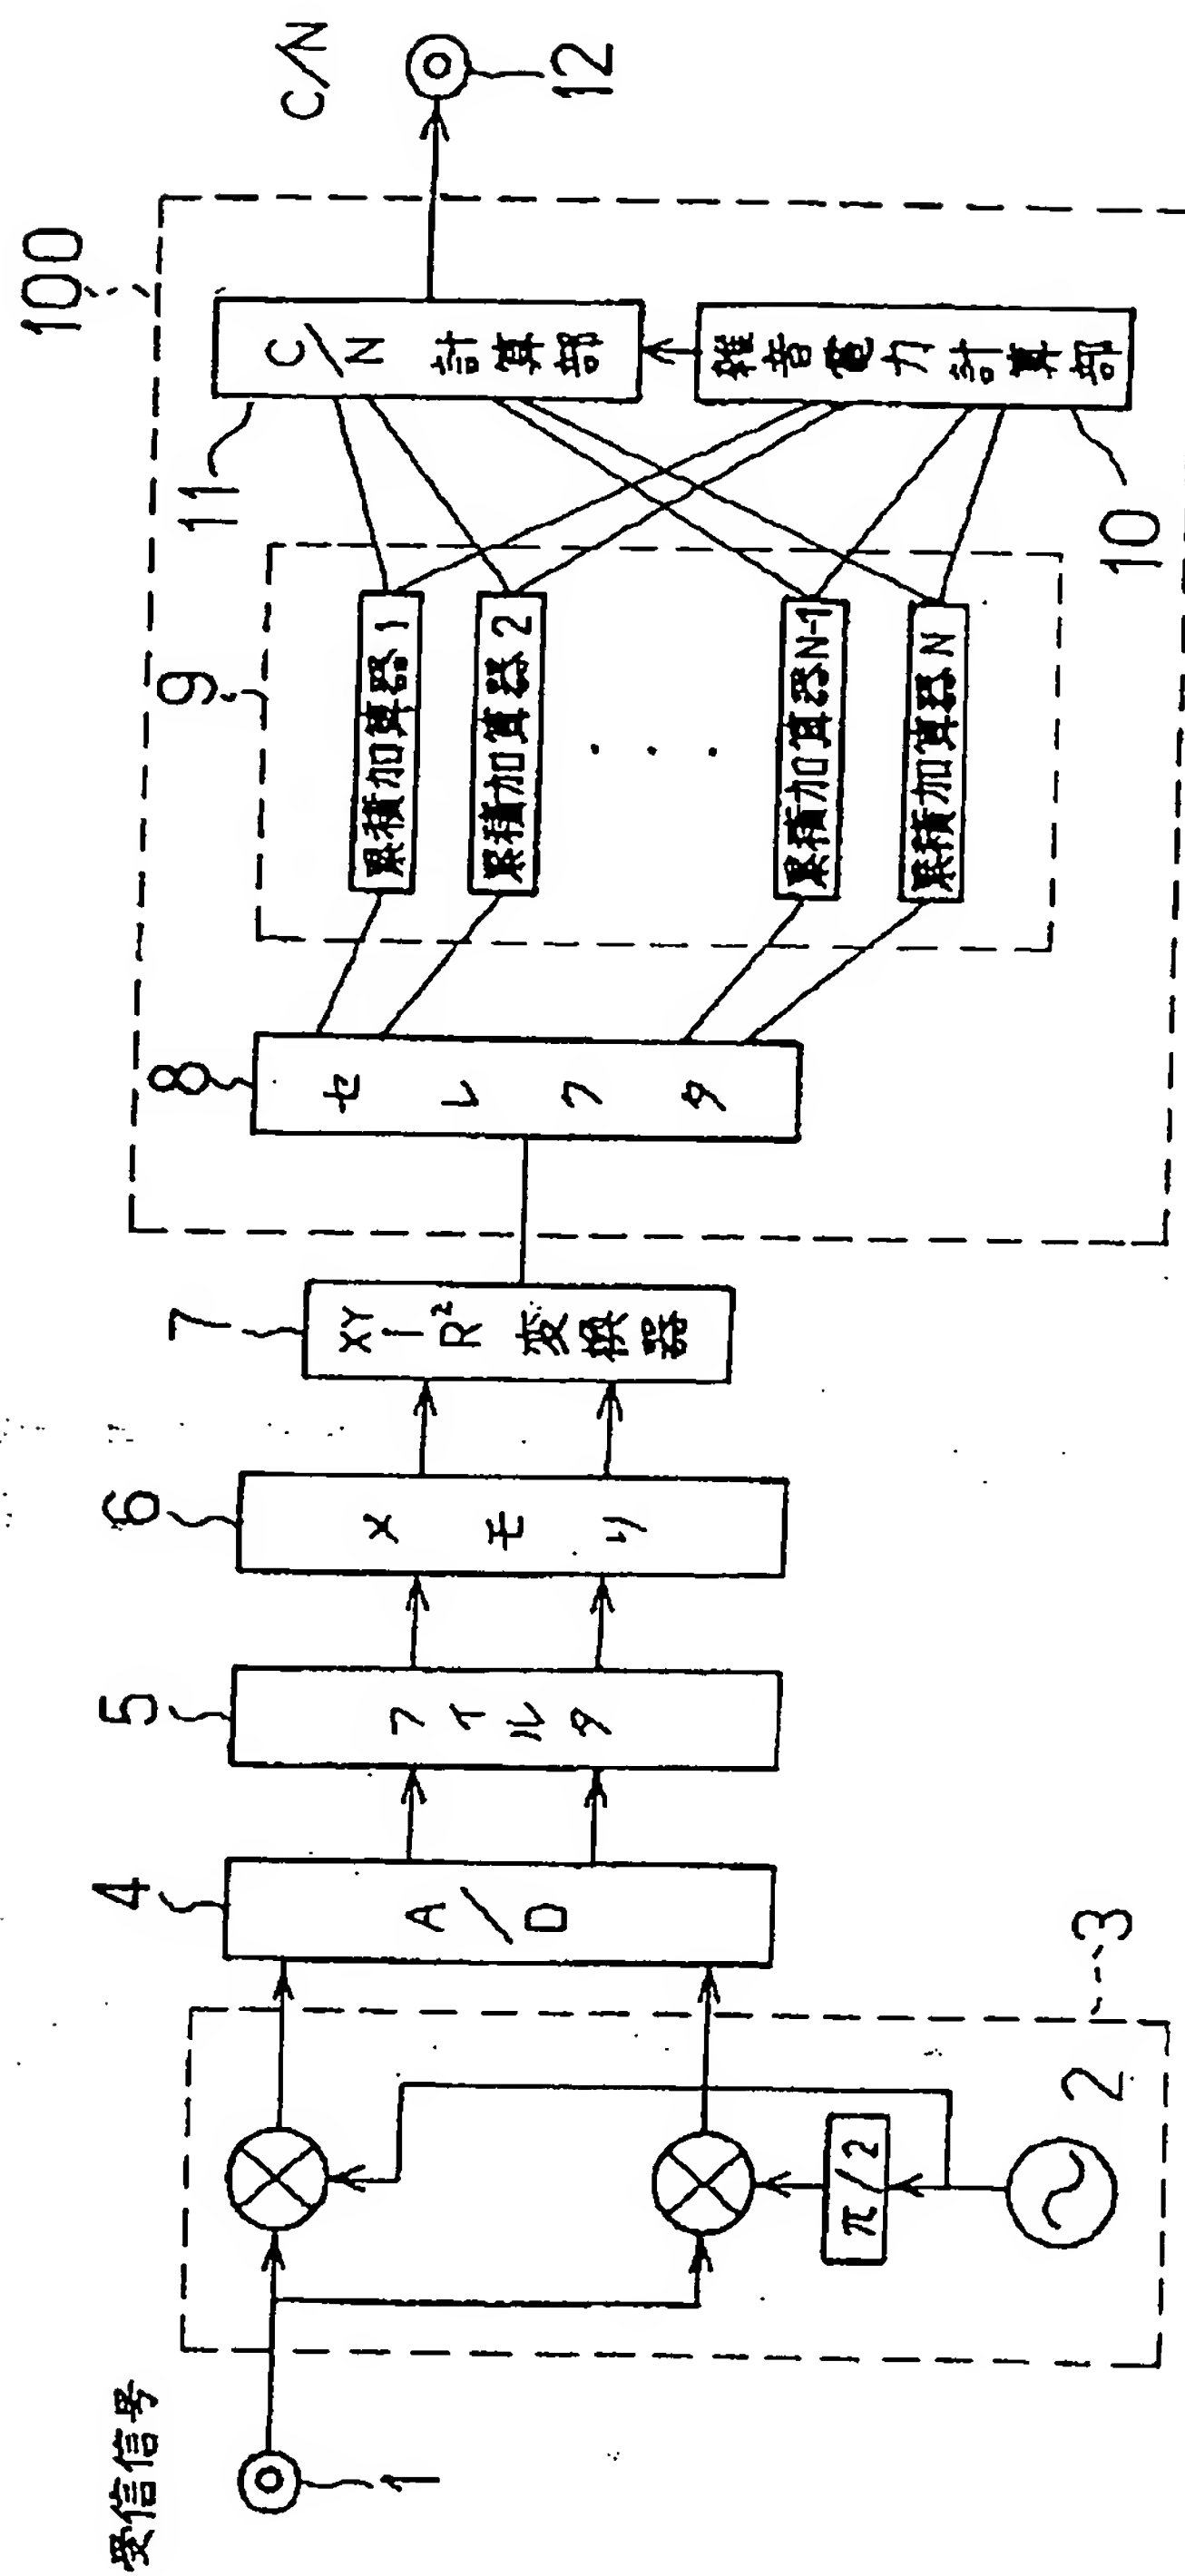 受信信号
1
2
π/2
3
4
A/D
5
フィルタ
6
メモリ
7
XY→R² 変換器
8
セレクタ
9
累積加算器1
累積加算器2
・・・
累積加算器N-1
累積加算器N
100
11
C/N 計算部
雑音電力計算部
10
C/N
12